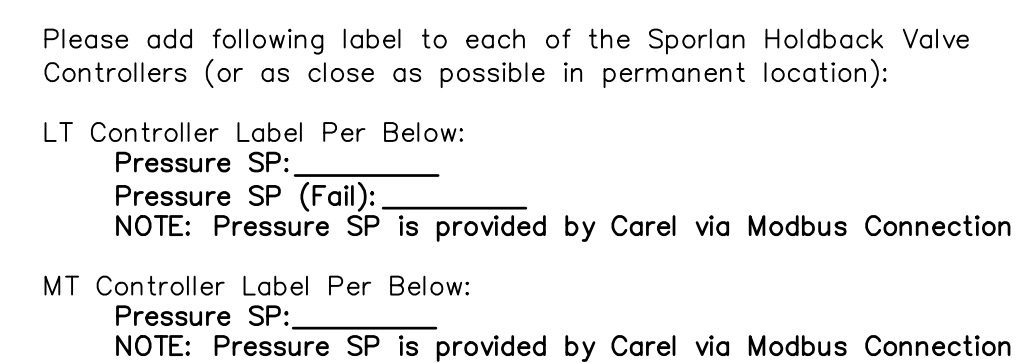 Please add following label to each of the Sporlan Holdback Valve
Controllers (or as close as possible in permanent location):
LT Controller Label Per Below:
Pressure SP:__________
Pressure SP (Fail):__________
NOTE: Pressure SP is provided by Carel via Modbus Connection
MT Controller Label Per Below:
Pressure SP:__________
NOTE: Pressure SP is provided by Carel via Modbus Connection